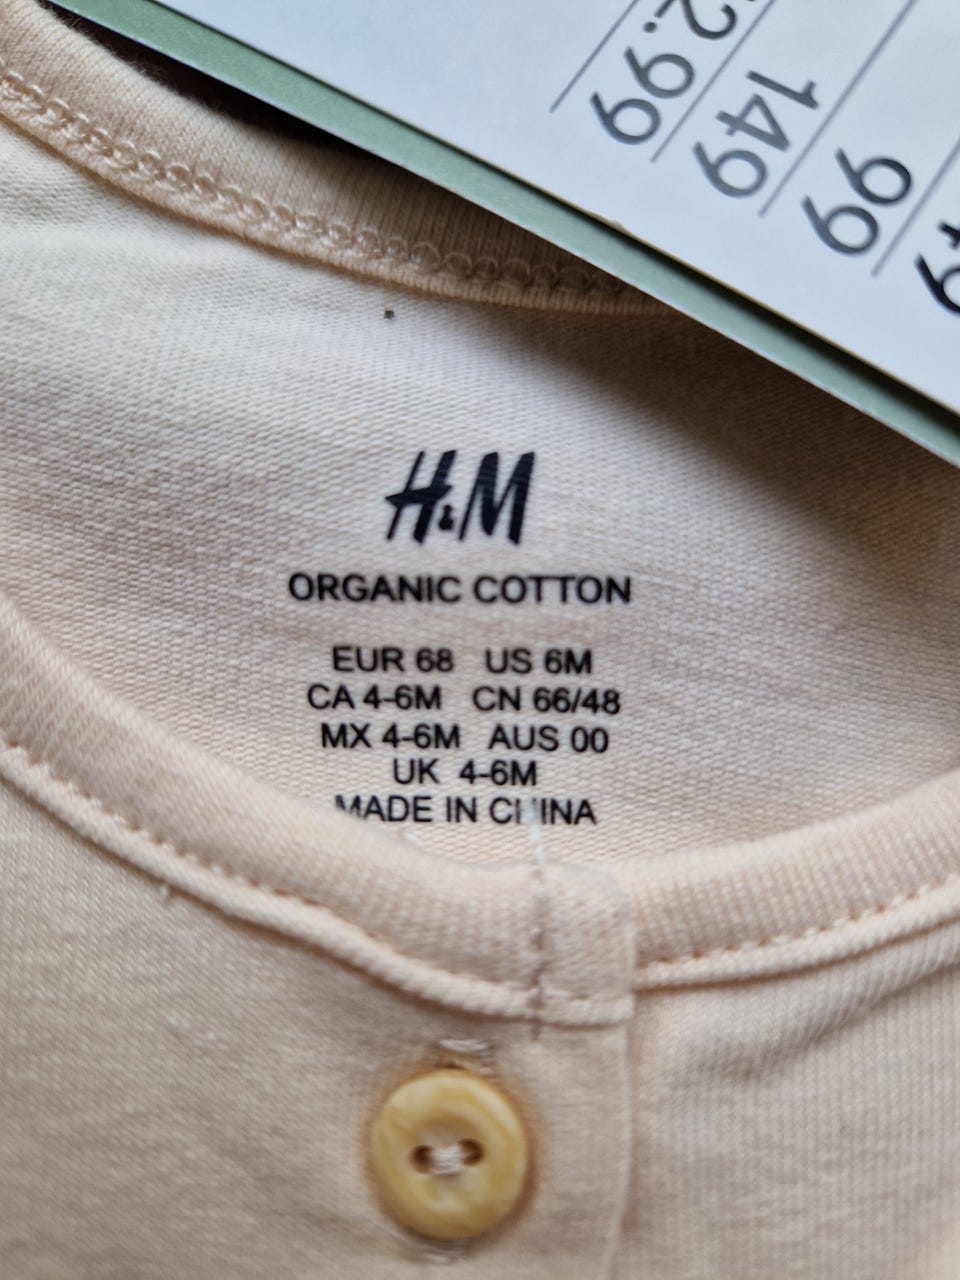 2.99
149
99
9
H&M
ORGANIC COTTON
EUR 68 US 6M
CA 4-6M CN 66/48
MX 4-6M AUS 00
UK 4-6M
MADE IN CHINA